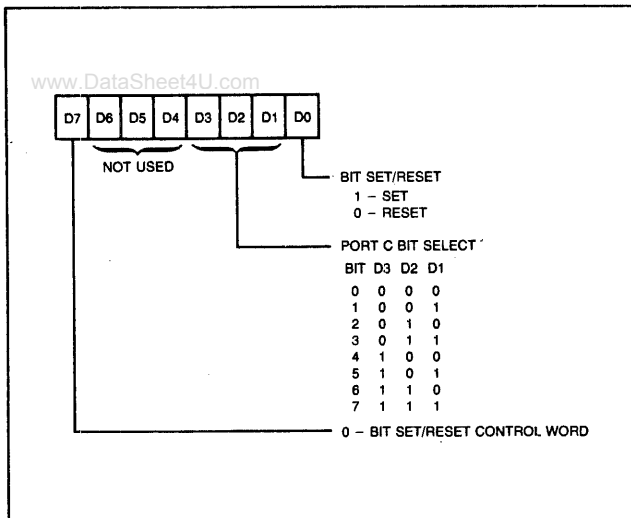 www.DataSheet4U.com
D7 D6 D5 D4 D3 D2 D1 D0
NOT USED
BIT SET/RESET
1 – SET
0 – RESET
PORT C BIT SELECT
BIT D3 D2 D1
0 0 0 0
1 0 0 1
2 0 1 0
3 0 1 1
4 1 0 0
5 1 0 1
6 1 1 0
7 1 1 1
0 – BIT SET/RESET CONTROL WORD